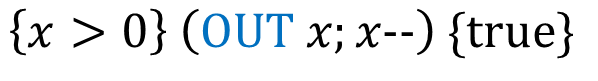 {x > 0} (OUT x; x--) {true}